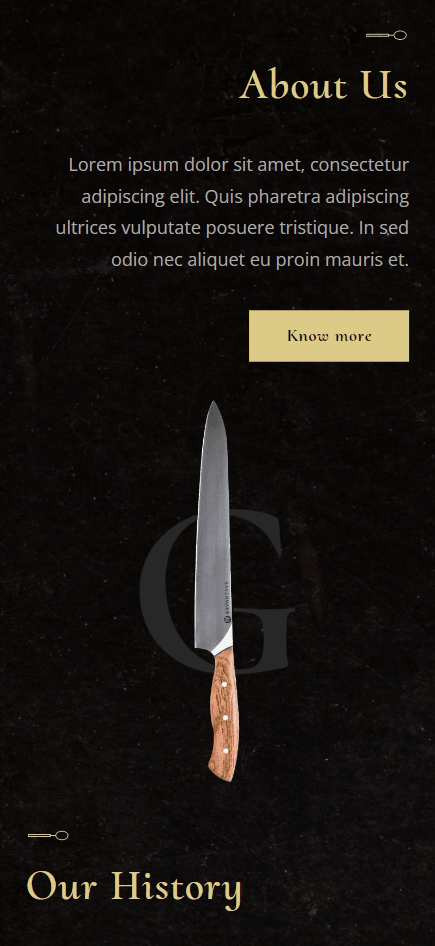 About Us
Lorem ipsum dolor sit amet, consectetur
adipiscing elit. Quis pharetra adipiscing
ultrices vulputate posuere tristique. In sed
odio nec aliquet eu proin mauris et.
Know more
G
Our History